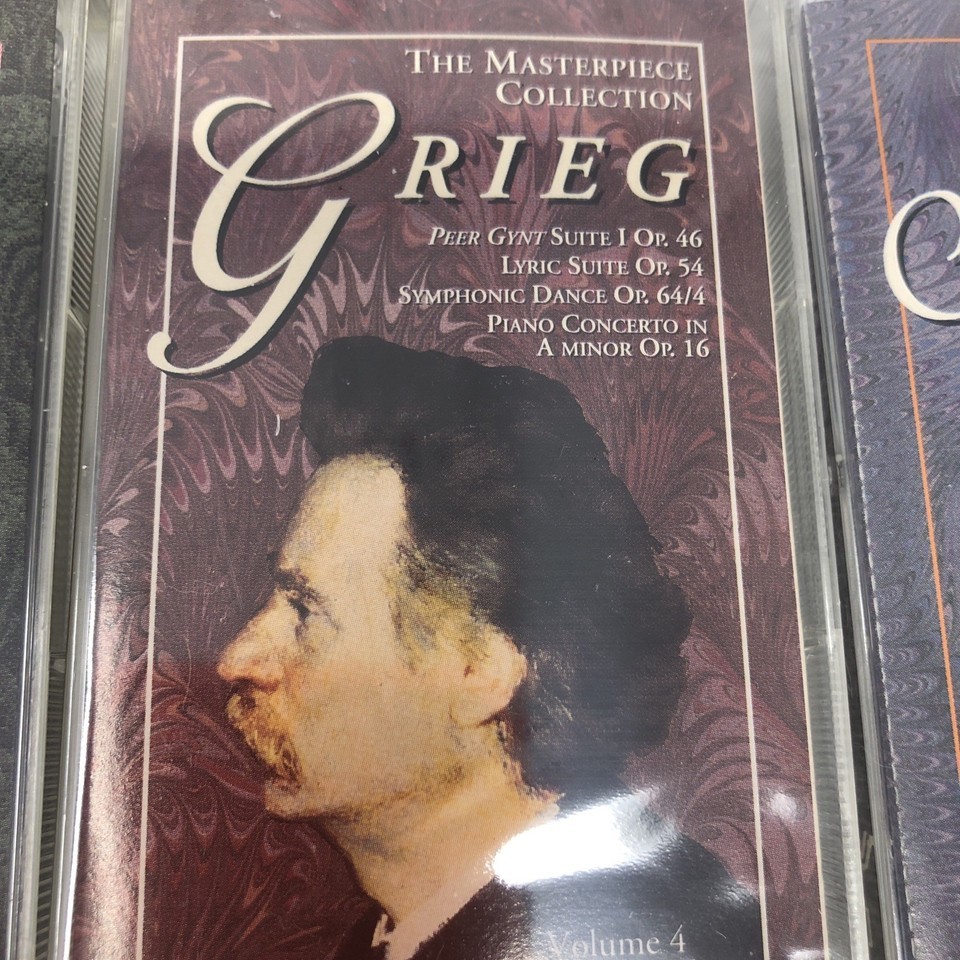 The Masterpiece
Collection
Grieg
Peer Gynt Suite I Op. 46
Lyric Suite Op. 54
Symphonic Dance Op. 64/4
Piano Concerto in
A minor Op. 16
Volume 4